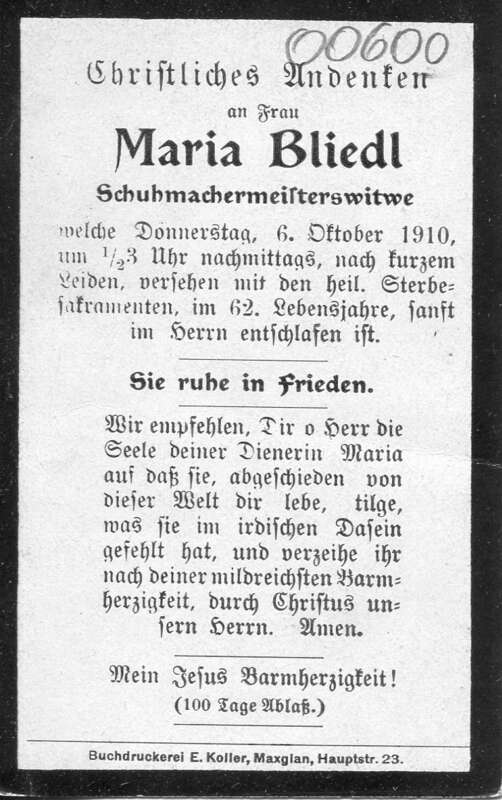 00600
Christliches Andenken
an Frau
Maria Bliedl
Schuhmachermeisterswitwe
welche Donnerstag, 6. Oktober 1910,
um 1/23 Uhr nachmittags, nach kurzem
Leiden, versehen mit den heil. Sterbe-
sakramenten, im 62. Lebensjahre, sanft
im Herrn entschlafen ist.
Sie ruhe in Frieden.
Wir empfehlen, Dir o Herr die
Seele deiner Dienerin Maria
auf daß sie, abgeschieden von
dieser Welt dir lebe, tilge,
was sie im irdischen Dasein
gefehlt hat, und verzeihe ihr
nach deiner mildreichsten Barm-
herzigkeit, durch Christus un-
sern Herrn. Amen.
Mein Jesus Barmherzigkeit!
(100 Tage Ablaß.)
Buchdruckerei E. Koller, Maxglan, Hauptstr. 23.